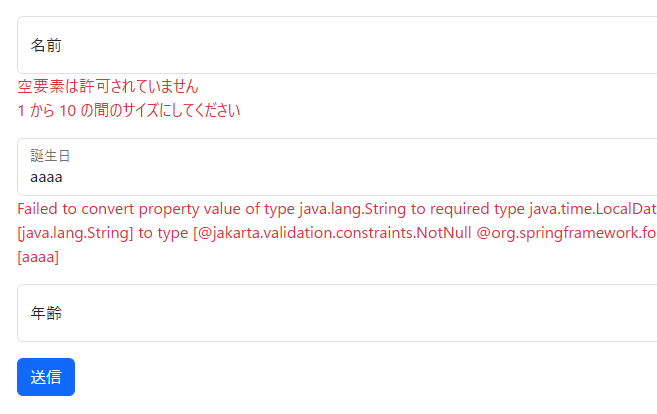 名前
空要素は許可されていません
1 から 10 の間のサイズにしてください
誕生日
aaaa
Failed to convert property value of type java.lang.String to required type java.time.LocalDat
[java.lang.String] to type [@jakarta.validation.constraints.NotNull @org.springframework.fo
[aaaa]
年齢
送信